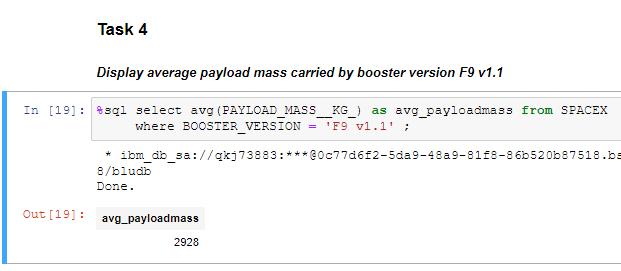 Task 4
Display average payload mass carried by booster version F9 v1.1
In [19]: %sql select avg(PAYLOAD_MASS__KG_) as avg_payloadmass from SPACEX
where BOOSTER_VERSION = 'F9 v1.1' ;
* ibm_db_sa://qkj73883:***@0c77d6f2-5da9-48a9-81f8-86b520b87518.bs
8/bludb
Done.
Out[19]: avg_payloadmass
2928